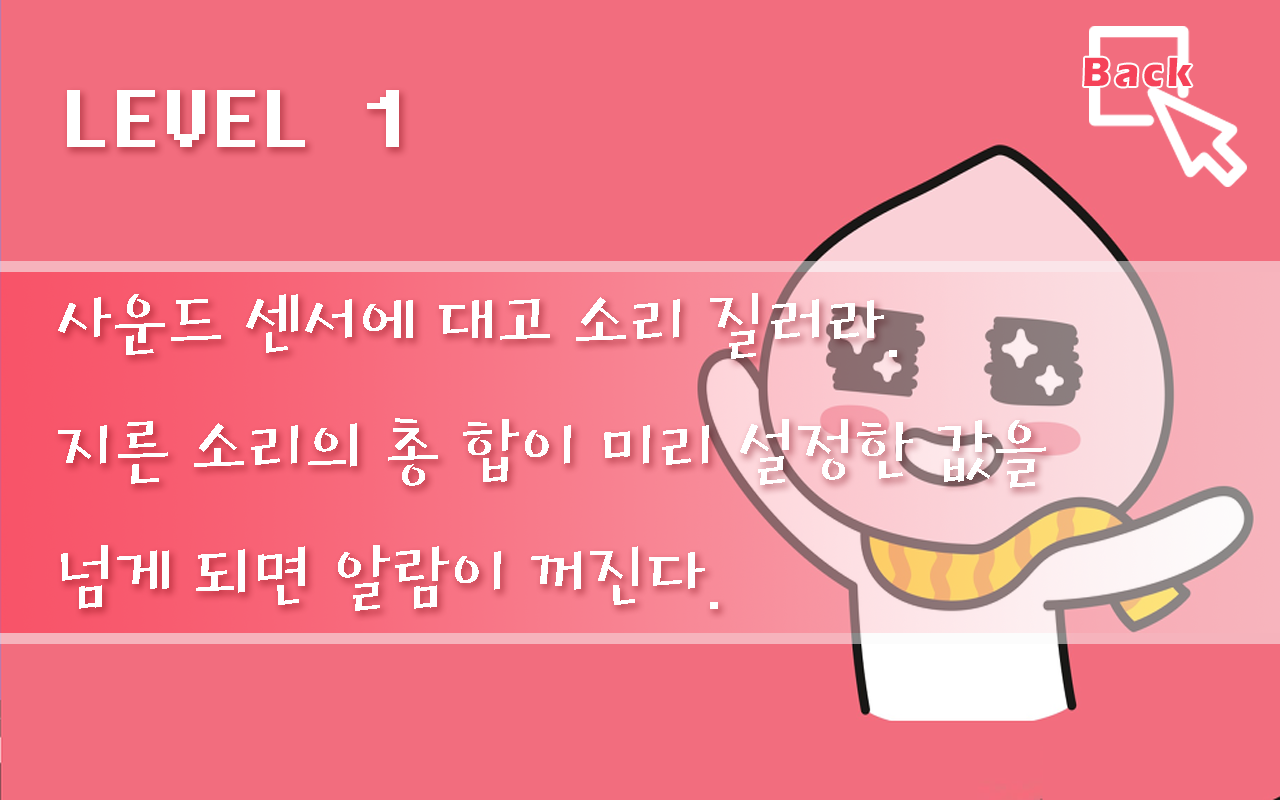 Back
LEVEL 1
사운드 센서에 대고 소리 질러라.
지른 소리의 총 합이 미리 설정한 값을
넘게 되면 알람이 꺼진다.